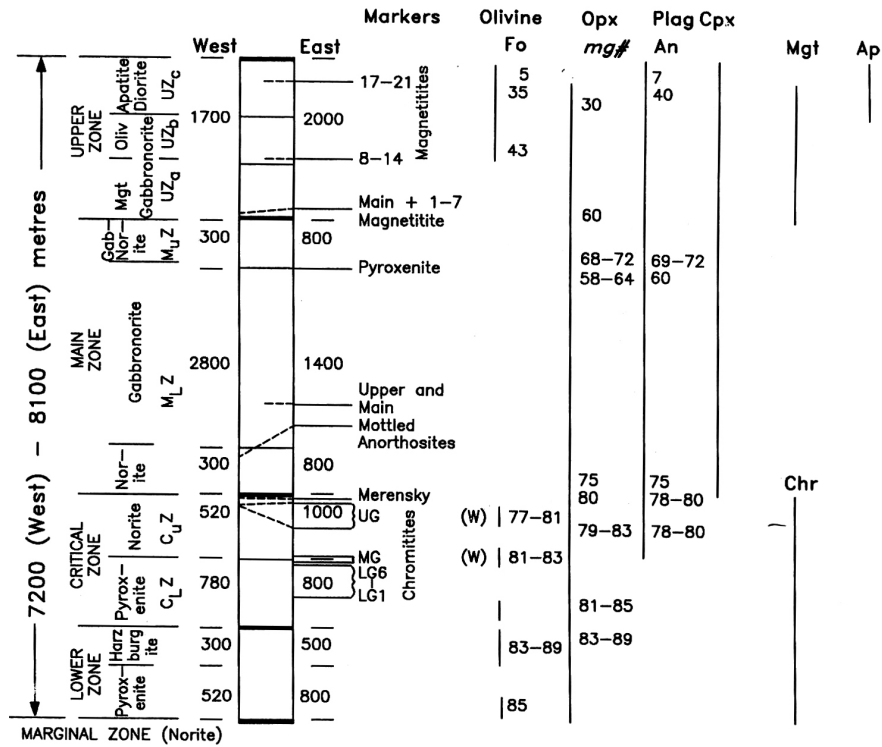 Markers
Olivine
Opx
Plag Cpx
West
East
Fo
mg#
An
Mgt
Ap
7200 (West) – 8100 (East) metres
UPPER ZONE
Apatite Diorite
UZc
Oliv
UZb
Mgt
Gabbronorite
UZa
1700
2000
17–21
8–14
Magnetitites
Main + 1–7
Magnetitite
5
35
43
30
60
7
40
MAIN ZONE
Gab–
Nor–
ite
MuZ
300
800
Pyroxenite
68–72
58–64
69–72
60
Gabbronorite
MLZ
2800
1400
Upper and
Main
Mottled
Anorthosites
Nor–
ite
300
800
75
80
75
78–80
Chr
Merensky
CRITICAL ZONE
Norite
CuZ
520
1000
UG
(W)
77–81
79–83
78–80
MG
(W)
81–83
Chromitites
Pyrox–
enite
CLZ
780
800
LG6
LG1
81–85
LOWER ZONE
Harz
burg
ite
300
500
83–89
83–89
Pyrox–
enite
520
800
85
MARGINAL ZONE (Norite)